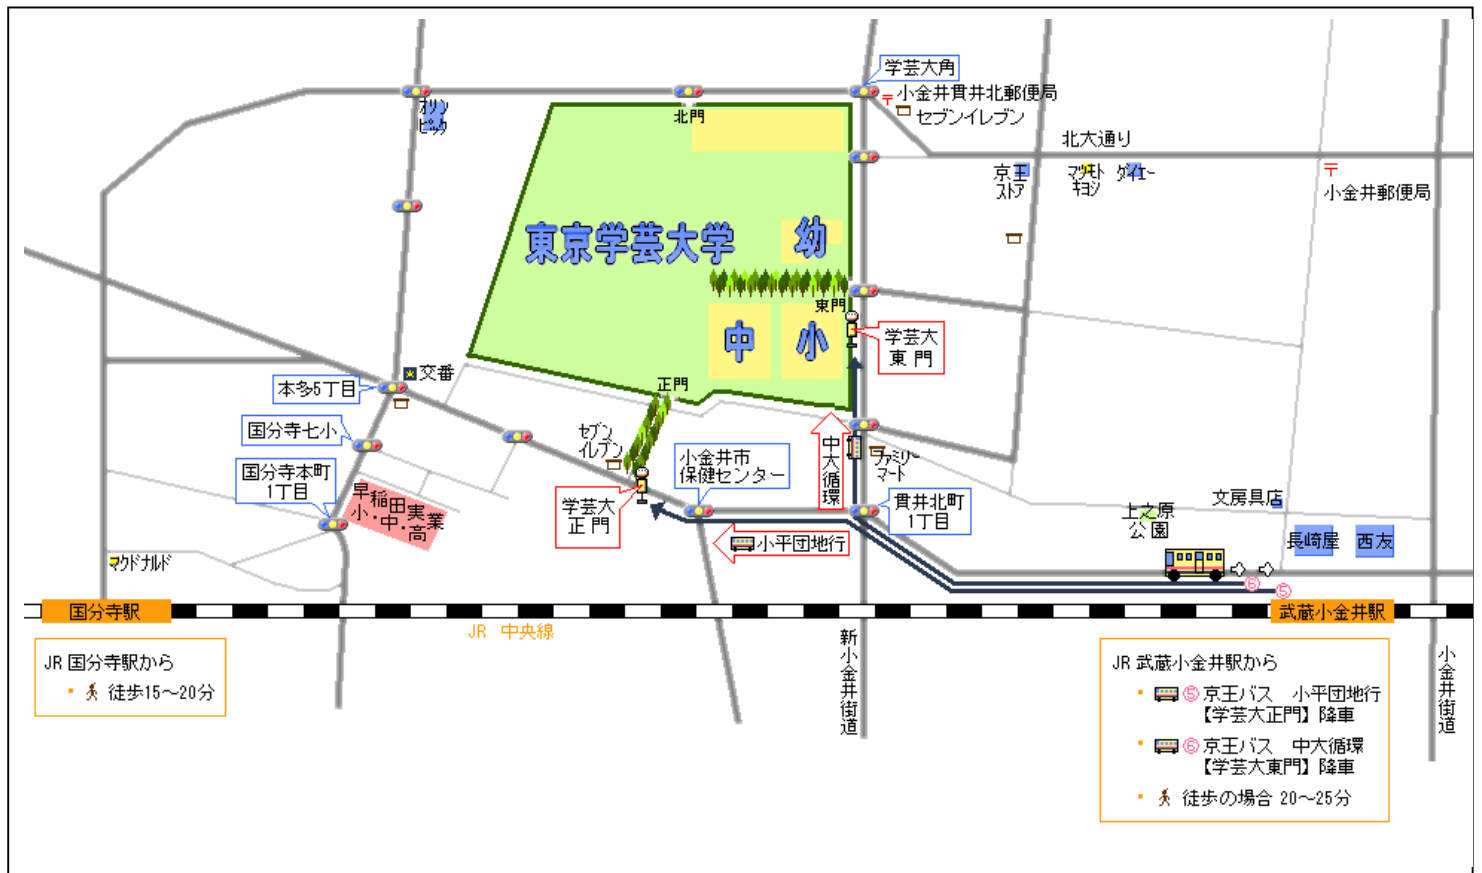 学芸大角
小金井貫井北郵便局
セブンイレブン
オリン
ピック
北門
北大通り
京王
ストア
マツモト
キヨシ
ダイエー
小金井郵便局
東京学芸大学
幼
東門
中
小
学芸大
東 門
交番
本多5丁目
正門
国分寺七小
セブン
イレブン
小金井市
保健センター
中大循環
ファミリー
マート
国分寺本町
1丁目
早稲田実業
小・中・高
学芸大
正 門
貫井北町
1丁目
上之原
公園
文房具店
長崎屋
西友
小平団地行
マクドナルド
⑥
⑤
国分寺駅
武蔵小金井駅
JR 中央線
新小金井街道
小金井街道
JR 国分寺駅から
徒歩15～20分
JR 武蔵小金井駅から
⑤ 京王バス 小平団地行
【学芸大正門】降車
⑥ 京王バス 中大循環
【学芸大東門】降車
徒歩の場合 20～25分